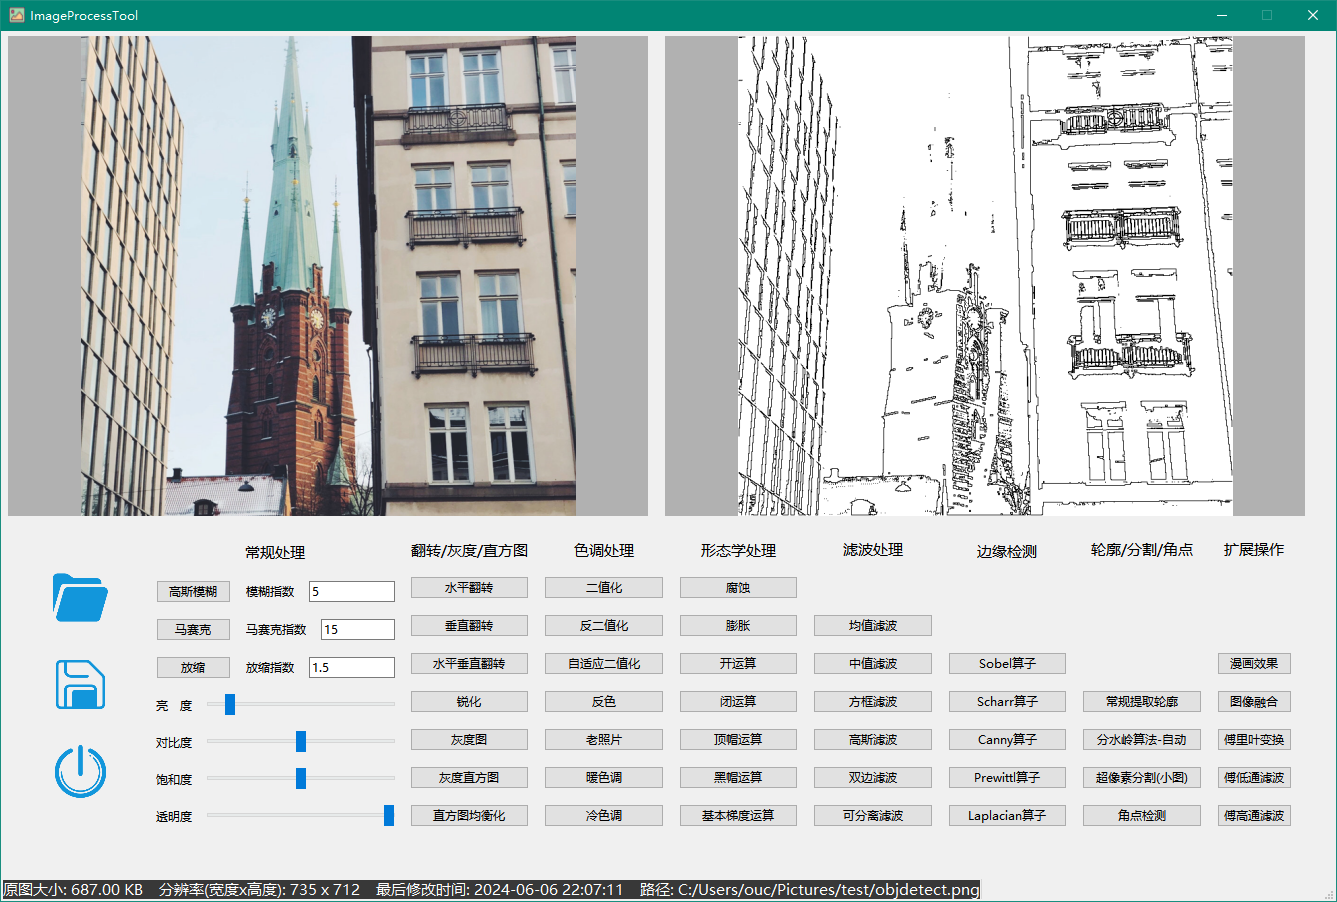 ImageProcessTool
常规处理 翻转/灰度/直方图 色调处理 形态学处理 滤波处理 边缘检测 轮廓/分割/角点 扩展操作
高斯模糊 模糊指数 5 水平翻转 二值化 腐蚀
马赛克 马赛克指数 15 垂直翻转 反二值化 膨胀 均值滤波
放缩 放缩指数 1.5 水平垂直翻转 自适应二值化 开运算 中值滤波 Sobel算子 漫画效果
亮 度 锐化 反色 闭运算 方框滤波 Scharr算子 常规提取轮廓 图像融合
对比度 灰度图 老照片 顶帽运算 高斯滤波 Canny算子 分水岭算法-自动 傅里叶变换
饱和度 灰度直方图 暖色调 黑帽运算 双边滤波 Prewittl算子 超像素分割(小图) 傅低通滤波
透明度 直方图均衡化 冷色调 基本梯度运算 可分离滤波 Laplacian算子 角点检测 傅高通滤波
原图大小: 687.00 KB 分辨率(宽度x高度): 735 x 712 最后修改时间: 2024-06-06 22:07:11 路径: C:/Users/ouc/Pictures/test/objdetect.png